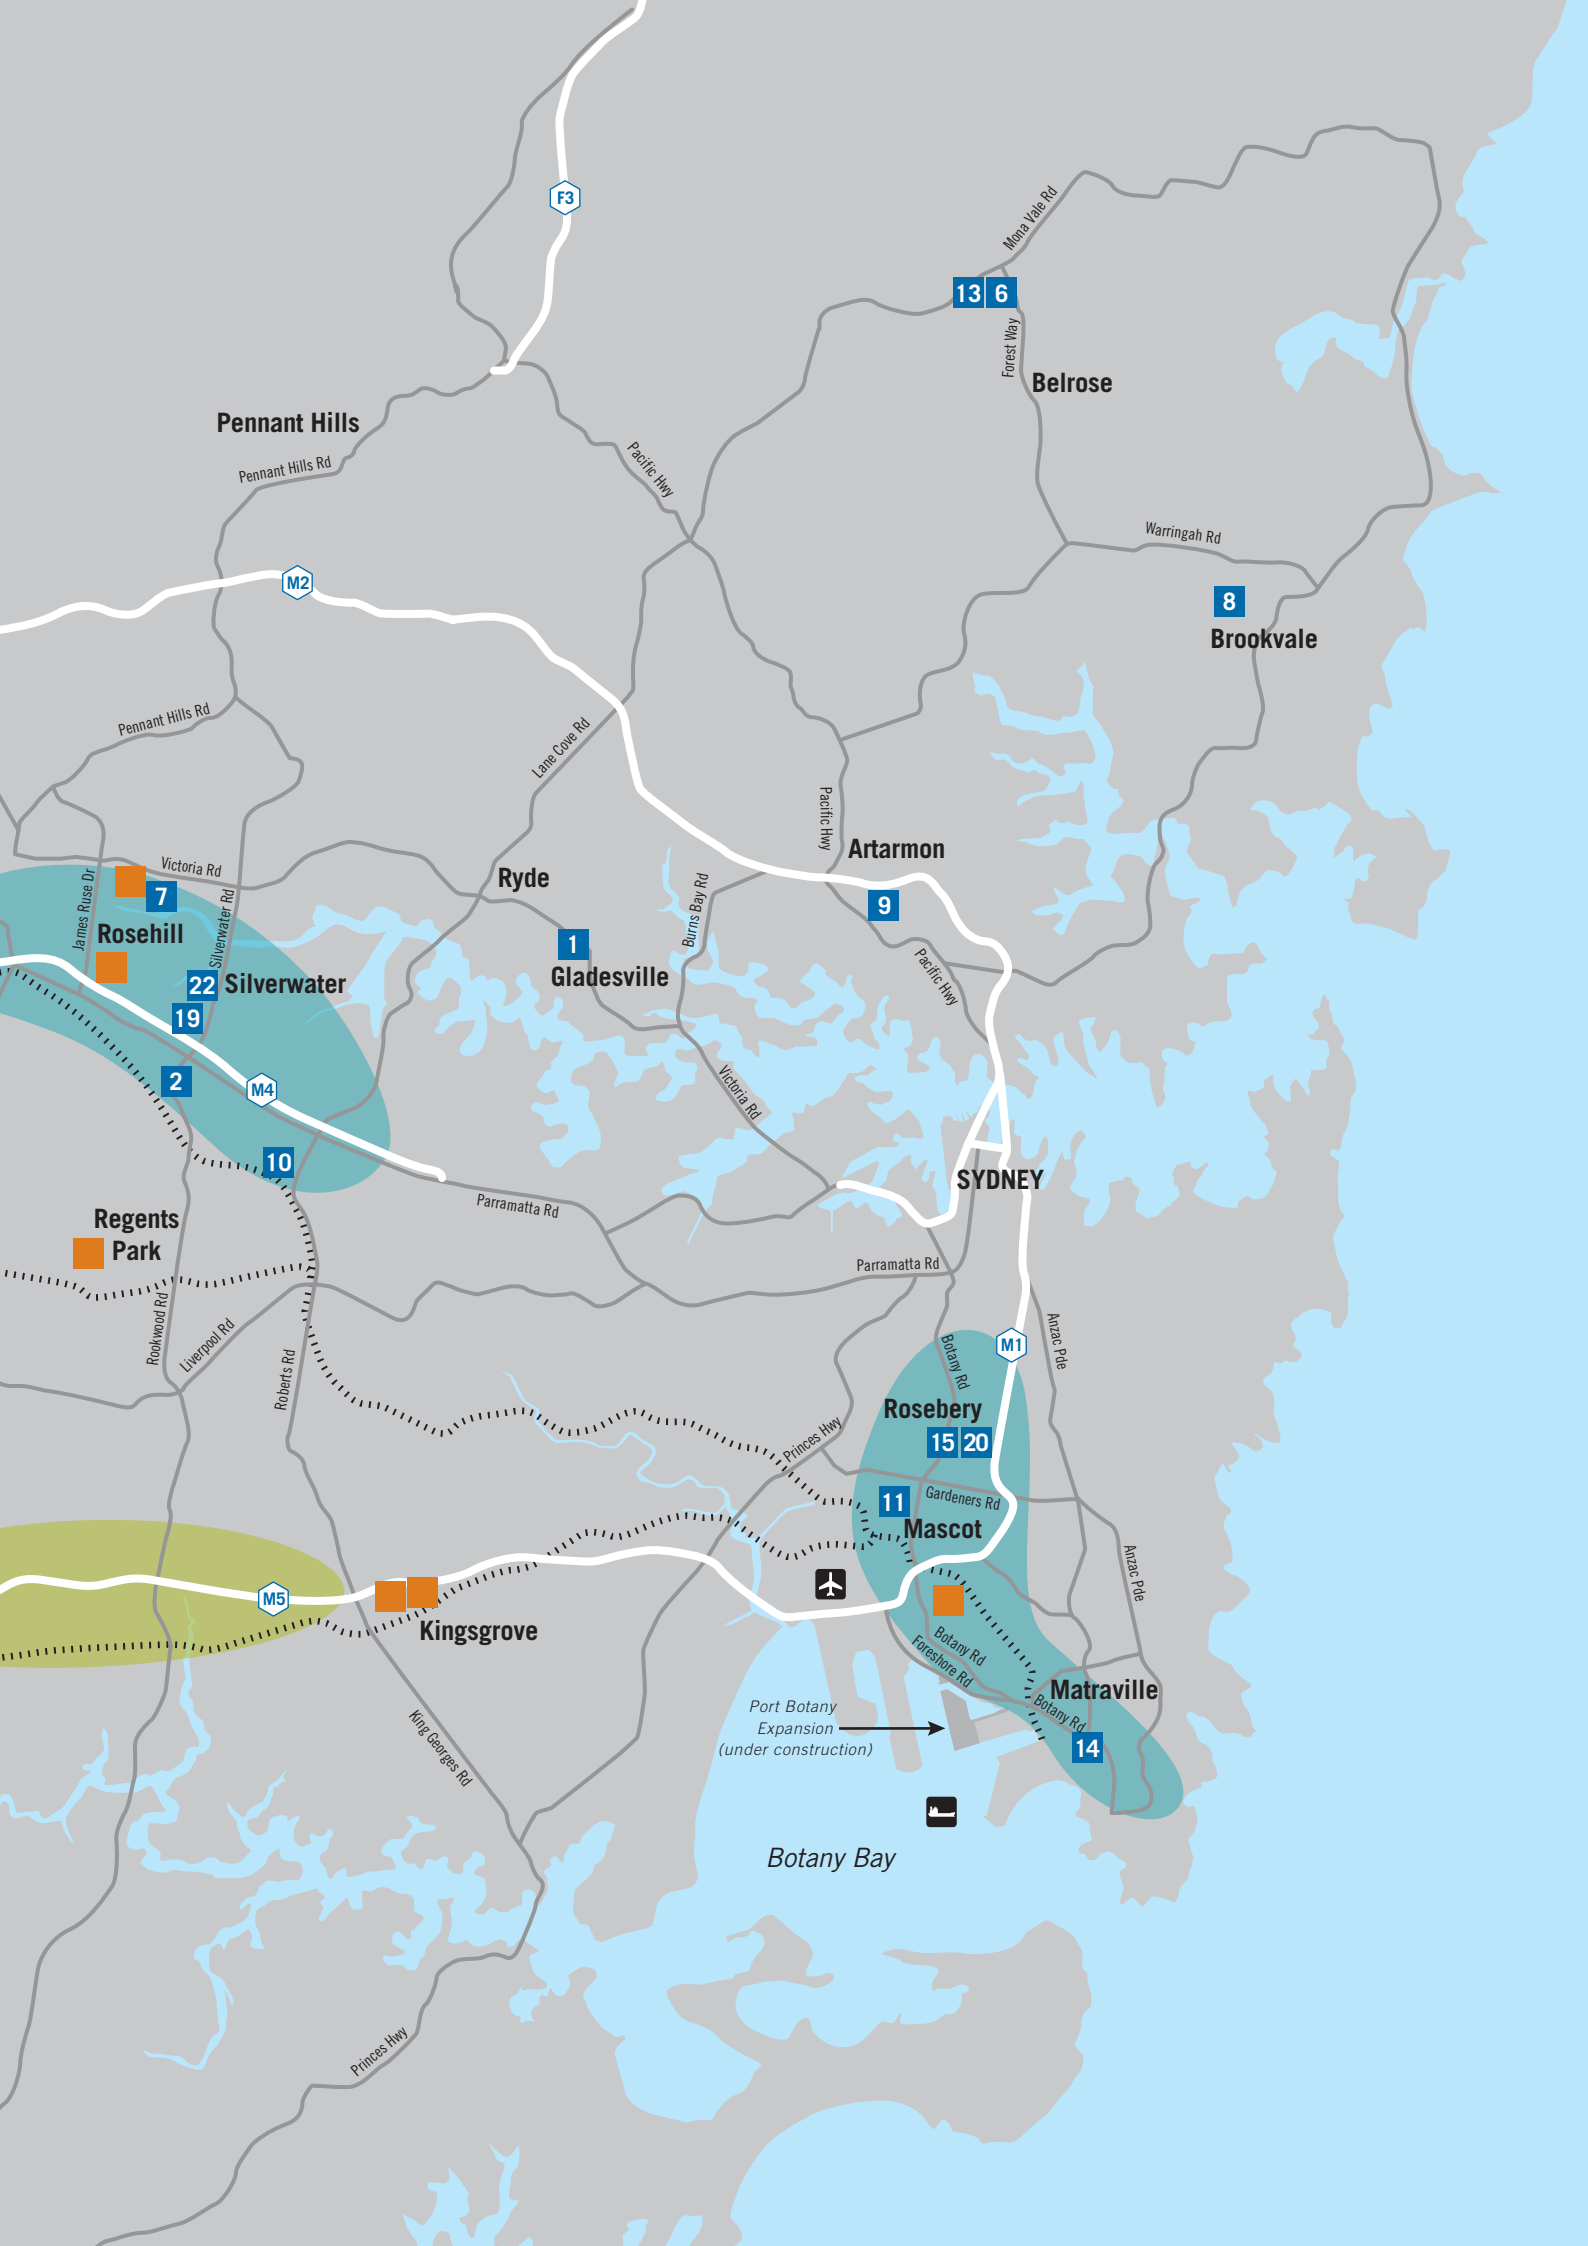 F3
Mona Vale Rd
13
6
Forest Way
Belrose
Pennant Hills
Pennant Hills Rd
Pacific Hwy
Warringah Rd
M2
8
Brookvale
Pennant Hills Rd
Lane Cove Rd
Pacific Hwy
Artarmon
Victoria Rd
Ryde
James Ruse Dr
7
Silverwater Rd
Burns Bay Rd
9
Rosehill
1
Gladesville
22
Silverwater
Pacific Hwy
19
2
M4
Victoria Rd
10
SYDNEY
Parramatta Rd
Regents
Park
Parramatta Rd
Rookwood Rd
Liverpool Rd
Roberts Rd
Anzac Pde
M1
Botany Rd
Rosebery
15
20
Princes Hwy
11
Gardeners Rd
Mascot
Anzac Pde
M5
Kingsgrove
Botany Rd
Foreshore Rd
Matraville
Botany Rd
Port Botany
Expansion
(under construction)
14
King Georges Rd
Botany Bay
Princes Hwy